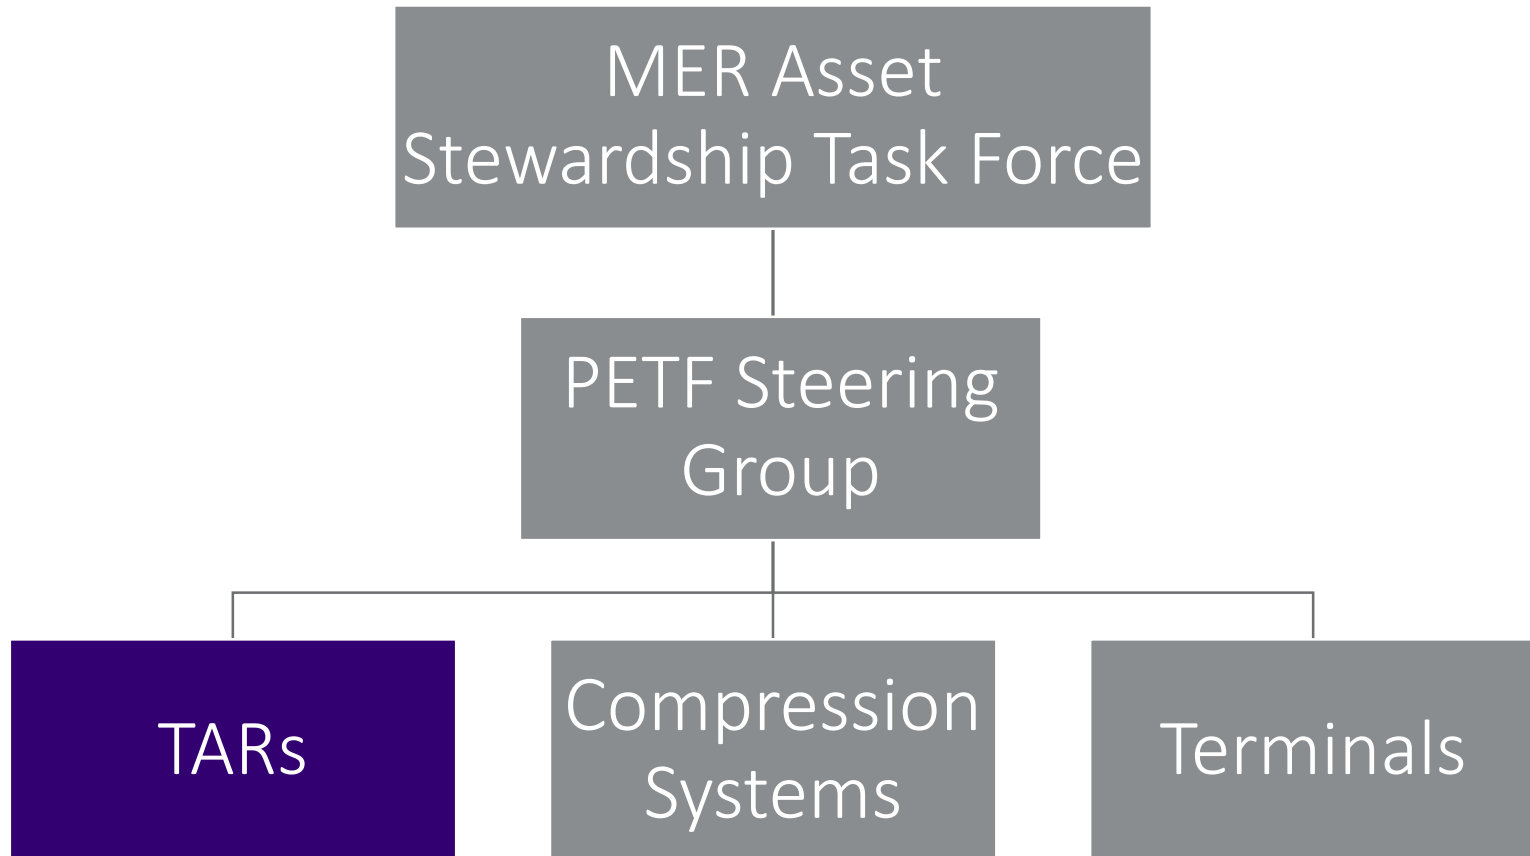 MER Asset
Stewardship Task Force
PETF Steering
Group
TARs
Compression
Systems
Terminals